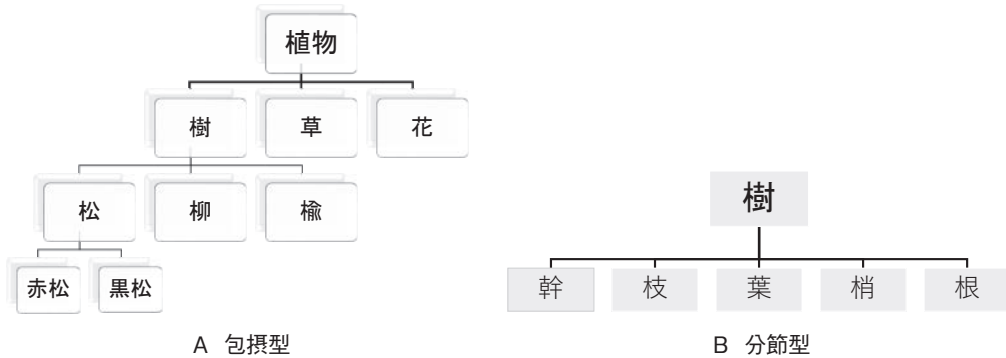 植物
樹 草 花
松 柳 楡
赤松 黒松
A 包摂型
樹
幹 枝 葉 梢 根
B 分節型